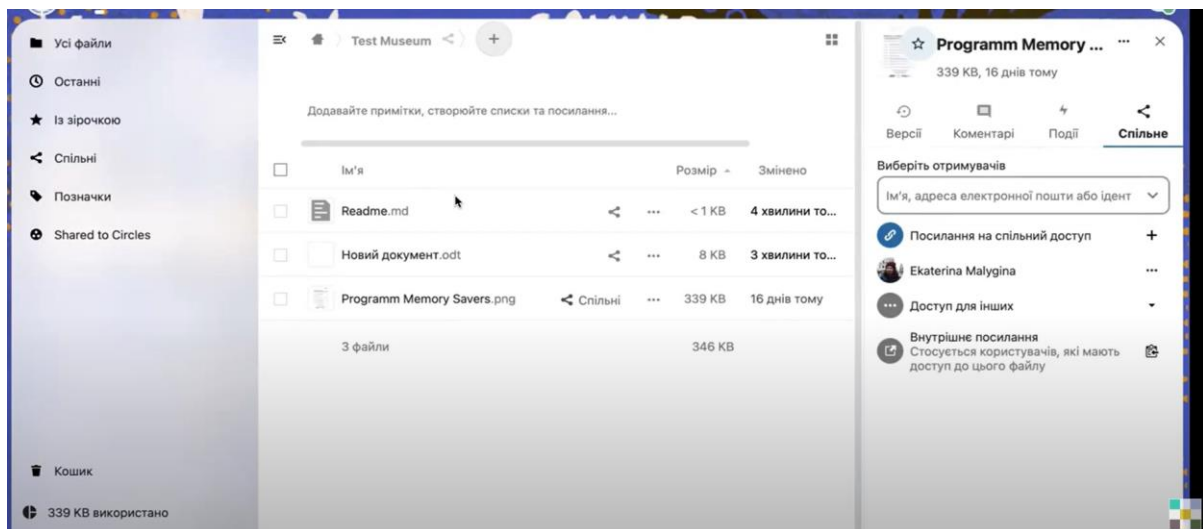 Усі файли
Останні
Із зірочкою
Спільні
Позначки
Shared to Circles
Кошик
339 KB використано
Test Museum
Додавайте примітки, створюйте списки та посилання...
Ім'я Розмір Змінено
Readme.md < 1 KB 4 хвилини то...
Новий документ.odt 8 KB 3 хвилини то...
Programm Memory Savers.png Спільні 339 KB 16 днів тому
3 файли 346 KB
Programm Memory ...
339 KB, 16 днів тому
Версії Коментарі Події Спільне
Виберіть отримувачів
Ім'я, адреса електронної пошти або ідент
Посилання на спільний доступ
Ekaterina Malygina
Доступ для інших
Внутрішнє посилання
Стосується користувачів, які мають
доступ до цього файлу